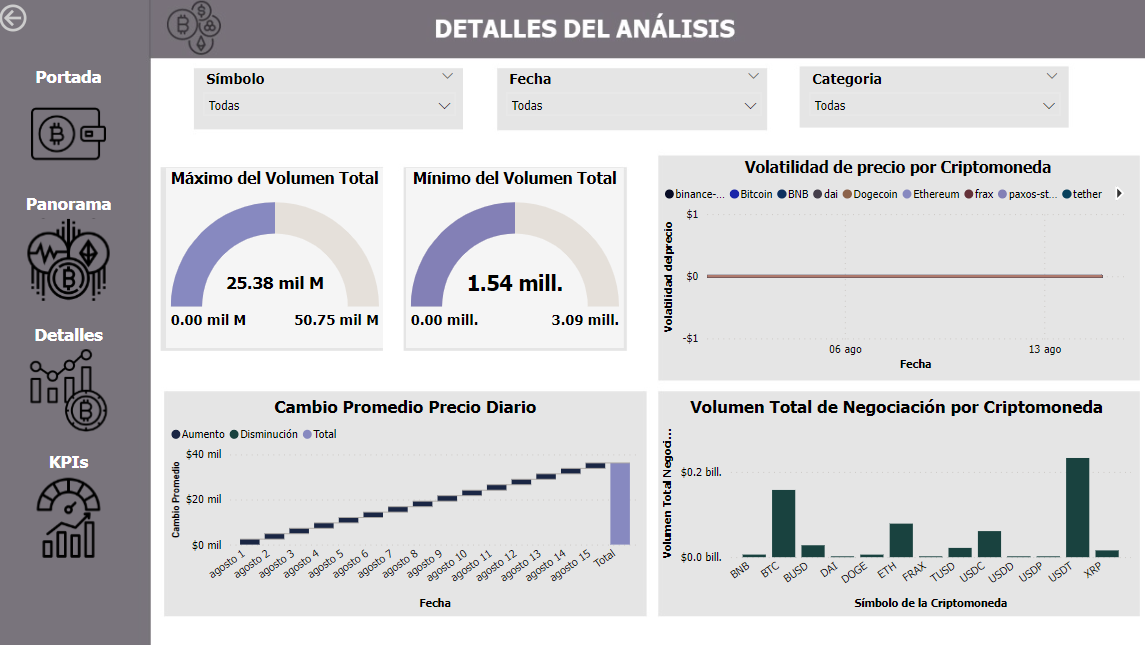 DETALLES DEL ANÁLISIS
Portada
Panorama
Detalles
KPIs
Símbolo
Todas
Fecha
Todas
Categoria
Todas
Máximo del Volumen Total
25.38 mil M
0.00 mil M 50.75 mil M
Mínimo del Volumen Total
1.54 mill.
0.00 mill. 3.09 mill.
Volatilidad de precio por Criptomoneda
binance-... Bitcoin BNB dai Dogecoin Ethereum frax paxos-st... tether
Volatilidad del precio
$1
$0
-$1
06 ago 13 ago
Fecha
Cambio Promedio Precio Diario
Aumento Disminución Total
Cambio Promedio
$40 mil
$20 mil
$0 mil
agosto 1 agosto 2 agosto 3 agosto 4 agosto 5 agosto 6 agosto 7 agosto 8 agosto 9 agosto 10 agosto 11 agosto 12 agosto 13 agosto 14 agosto 15 Total
Fecha
Volumen Total de Negociación por Criptomoneda
Volumen Total Negoci...
$0.2 bill.
$0.0 bill.
BNB BTC BUSD DAI DOGE ETH FRAX TUSD USDC USDD USDP USDT XRP
Símbolo de la Criptomoneda